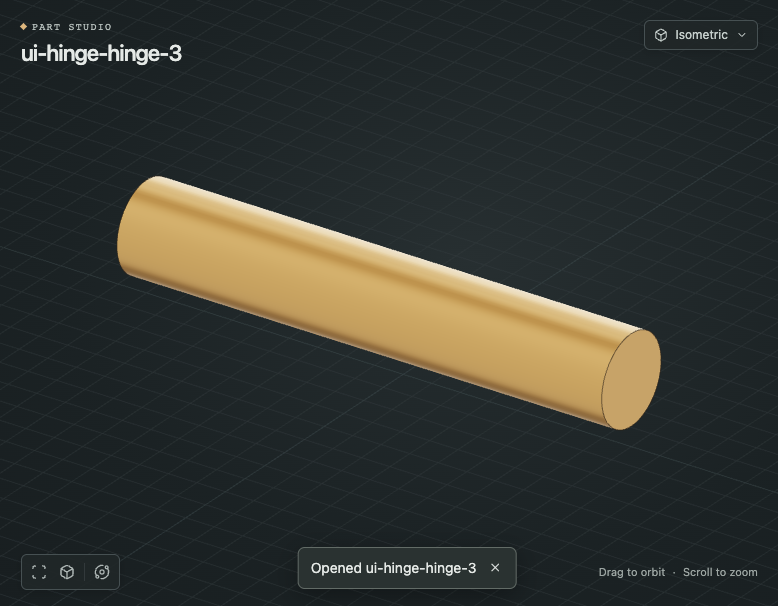 PART STUDIO
ui-hinge-hinge-3
Isometric
Opened ui-hinge-hinge-3
Drag to orbit · Scroll to zoom